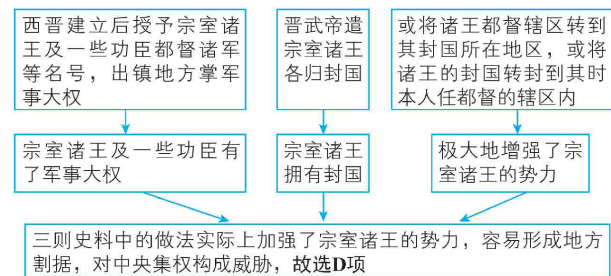 西晋建立后授予宗室诸
王及一些功臣都督诸军
等名号，出镇地方掌军
事大权
晋武帝遣
宗室诸王
各归封国
或将诸王都督辖区转到
其封国所在地区，或将
诸王的封国转封到其时
本人任都督的辖区内
宗室诸王及一些功臣有
了军事大权
宗室诸王
拥有封国
极大地增强了宗
室诸王的势力
三则史料中的做法实际上加强了宗室诸王的势力，容易形成地方
割据，对中央集权构成威胁，故选D项